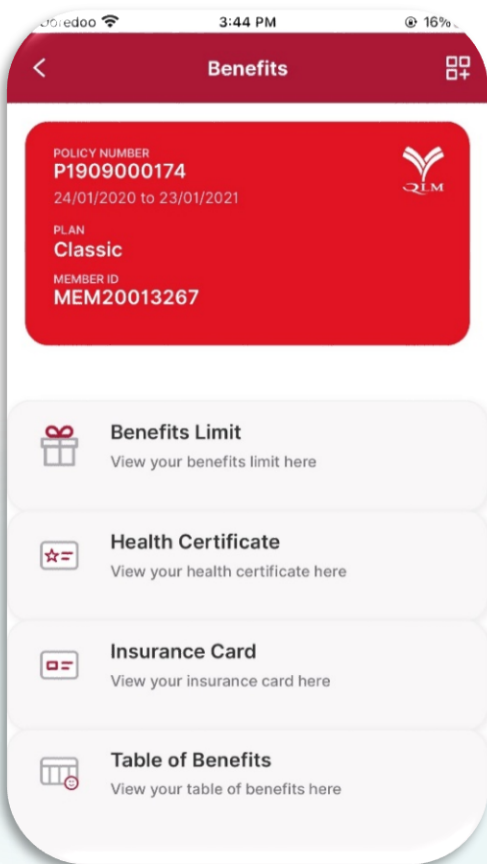 3:44 PM
16%
Benefits
POLICY NUMBER
P1909000174
24/01/2020 to 23/01/2021
QLM
PLAN
Classic
MEMBER ID
MEM20013267
Benefits Limit
View your benefits limit here
Health Certificate
View your health certificate here
Insurance Card
View your insurance card here
Table of Benefits
View your table of benefits here